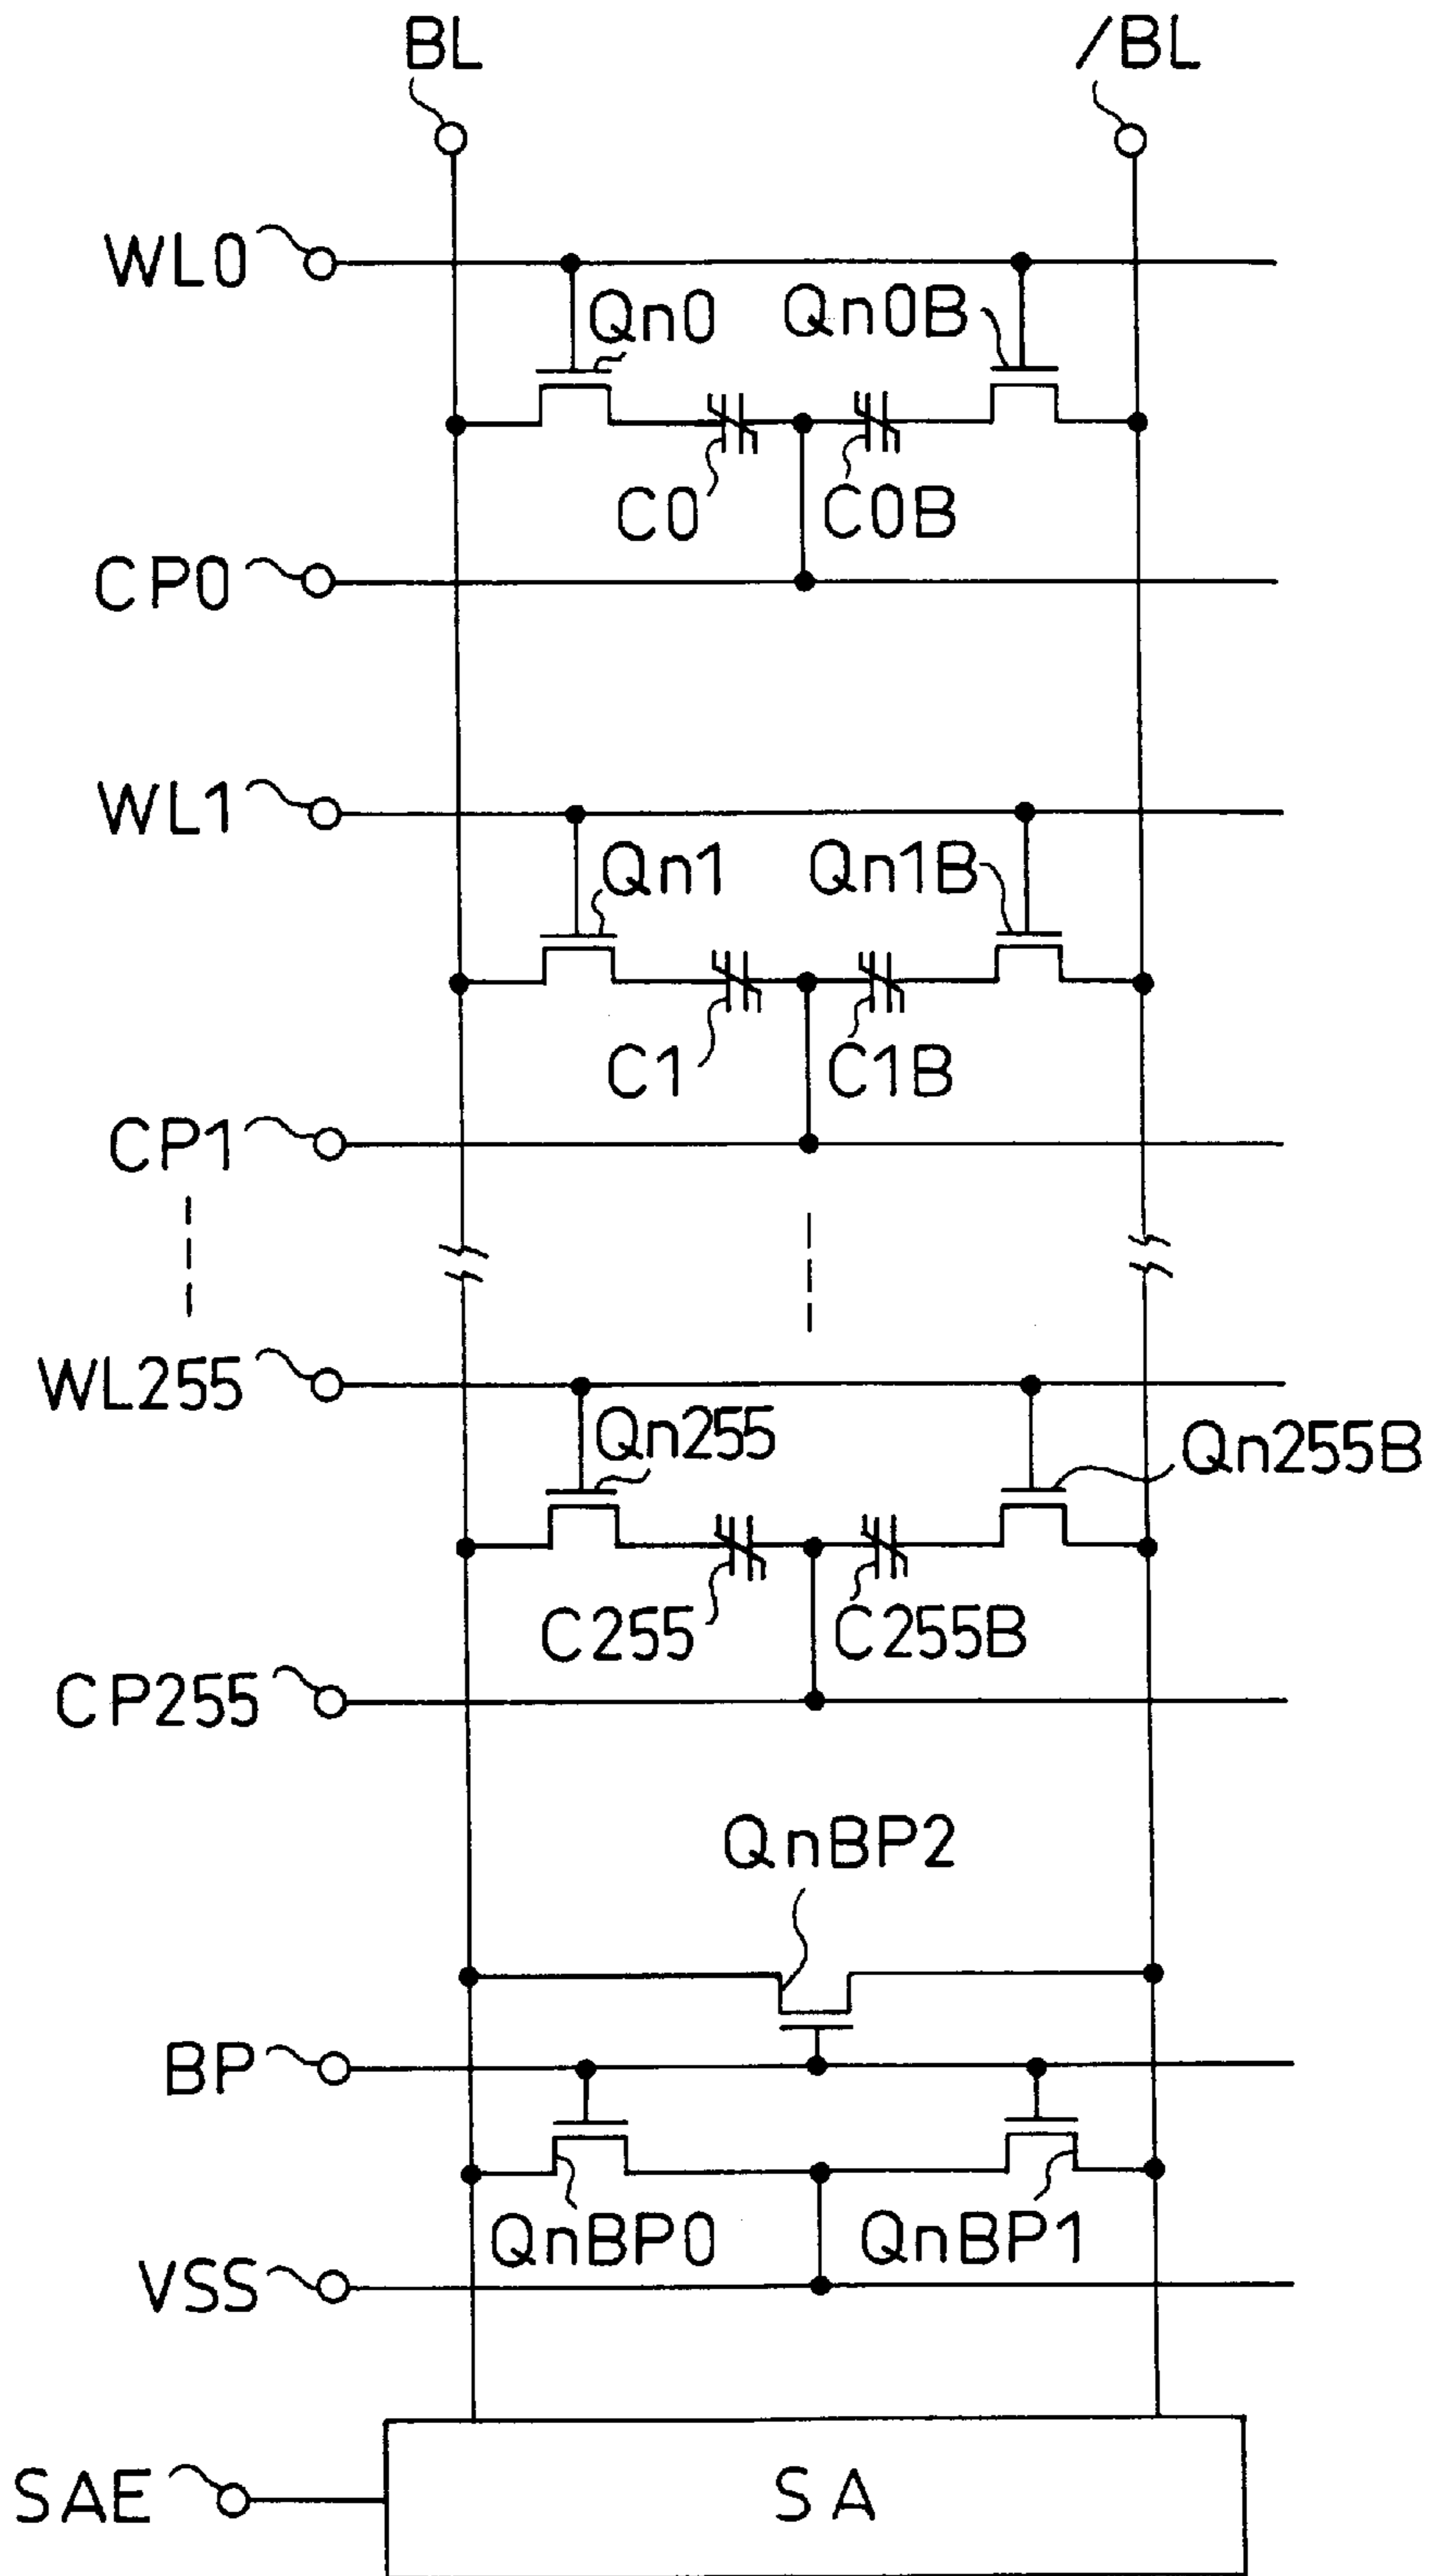 BL /BL
WL0
Qn0 Qn0B
C0 C0B
CP0
WL1
Qn1 Qn1B
C1 C1B
CP1
WL255
Qn255 Qn255B
C255 C255B
CP255
QnBP2
BP
QnBP0 QnBP1
VSS
SAE SA